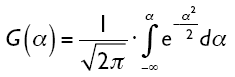 G(α) = 1/√2π · ∫_{-∞}^{α} e^{-α²/2} dα